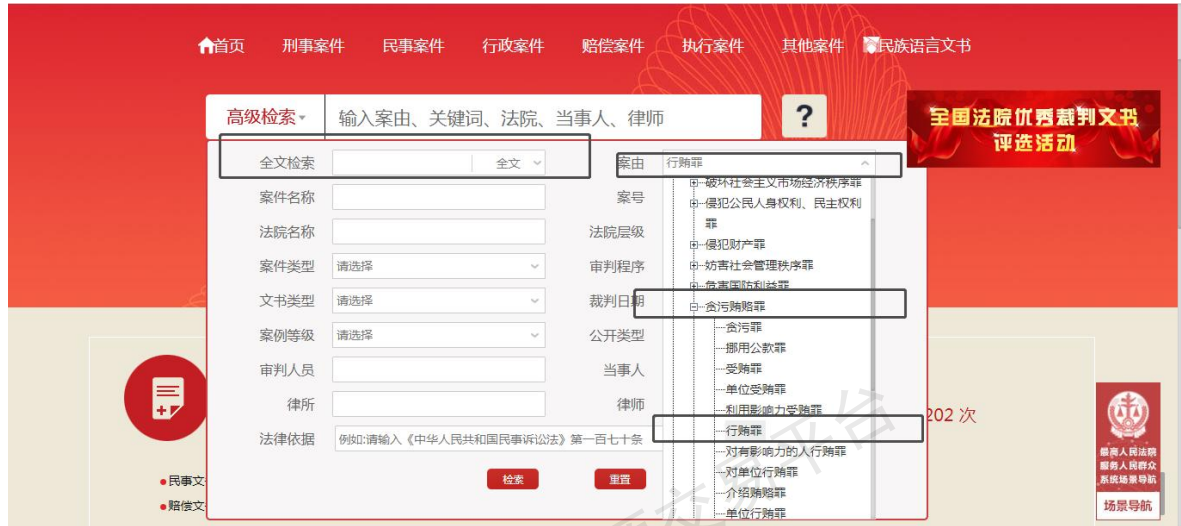 首页 刑事案件 民事案件 行政案件 赔偿案件 执行案件 其他案件 民族语言文书
高级检索 输入案由、关键词、法院、当事人、律师 ?
全国法院优秀裁判文书
评选活动
全文检索 全文 案由 行贿罪
破坏社会主义市场经济秩序罪
案件名称 案号 侵犯公民人身权利、民主权利
罪
法院名称 法院层级
侵犯财产罪
案件类型 请选择 审判程序 妨害社会管理秩序罪
危害国防利益罪
文书类型 请选择 裁判日期 贪污贿赂罪
贪污罪
案例等级 请选择 公开类型
挪用公款罪
审判人员 当事人 受贿罪
单位受贿罪
律所 律师 利用影响力受贿罪
202 次
行贿罪
法律依据 例如:请输入《中华人民共和国民事诉讼法》第一百七十条
对有影响力的人行贿罪
检索 重置 对单位行贿罪
民事文
介绍贿赂罪
赔偿文
单位行贿罪
最高人民法院
服务人民群众
系统场景导航
场景导航
交易平台